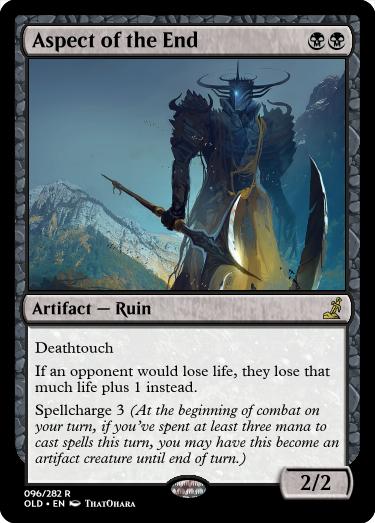 Aspect of the End
Artifact — Ruin
Deathtouch
If an opponent would lose life, they lose that
much life plus 1 instead.
Spellcharge 3 (At the beginning of combat on
your turn, if you've spent at least three mana to
cast spells this turn, you may have this become an
artifact creature until end of turn.)
2/2
096/282 R
OLD • EN ThatOhara